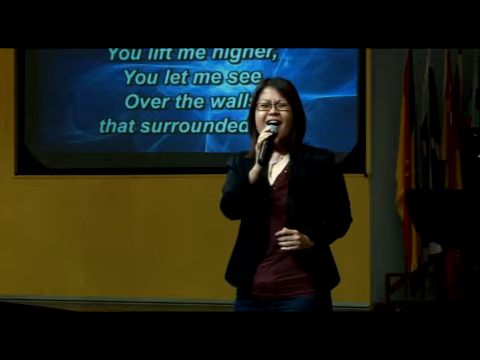 You lift me higher,
You let me see
Over the walls
that surrounded